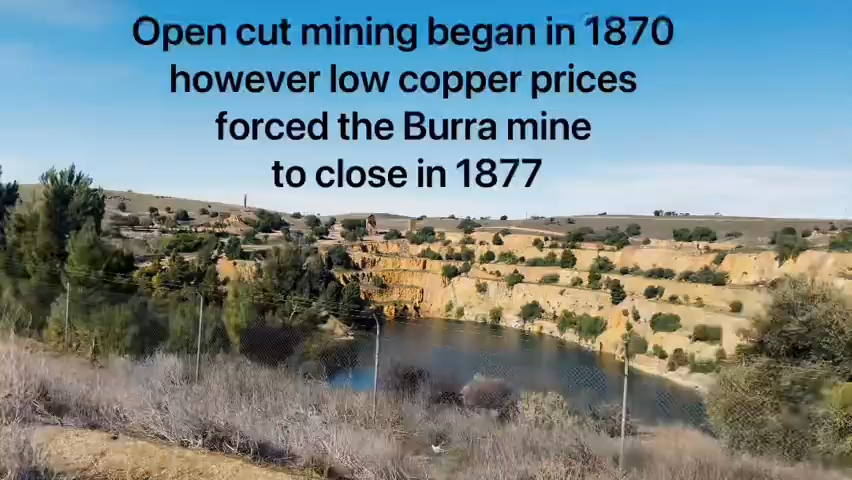 Open cut mining began in 1870
however low copper prices
forced the Burra mine
to close in 1877